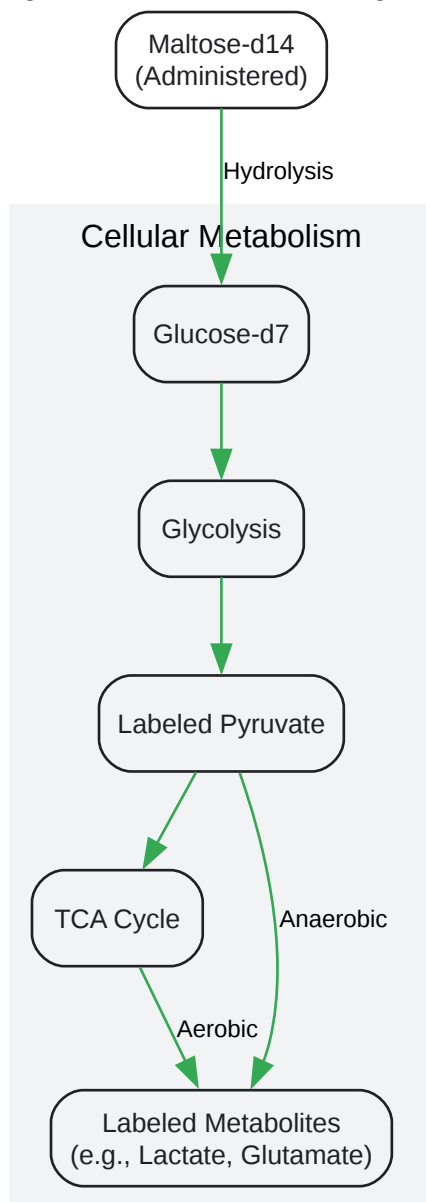 Maltose-d14
(Administered)
Hydrolysis
Cellular Metabolism
Glucose-d7
Glycolysis
Labeled Pyruvate
TCA Cycle
Anaerobic
Aerobic
Labeled Metabolites
(e.g., Lactate, Glutamate)